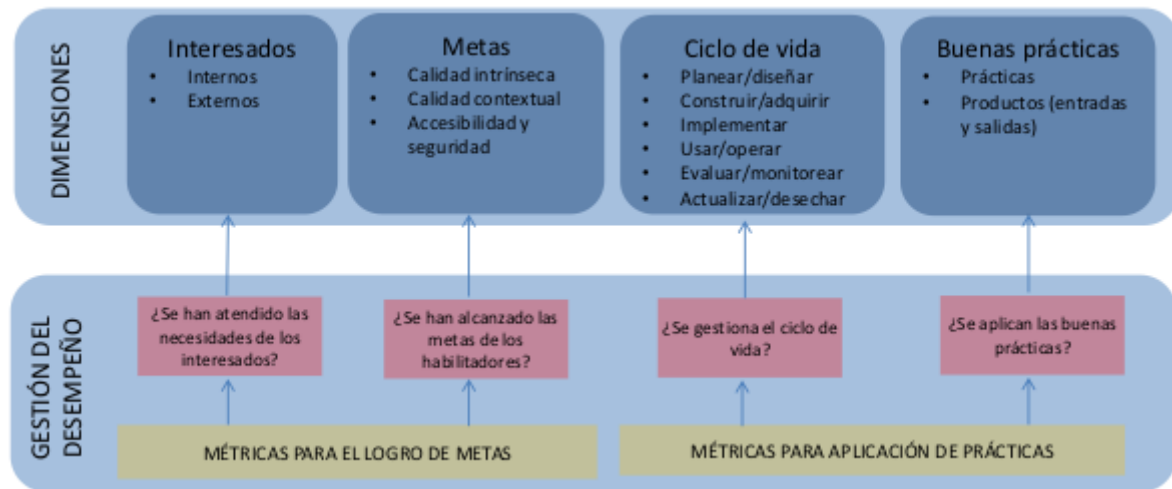 DIMENSIONES
Interesados
• Internos
• Externos
Metas
• Calidad intrínseca
• Calidad contextual
• Accesibilidad y
seguridad
Ciclo de vida
• Planear/diseñar
• Construir/adquirir
• Implementar
• Usar/operar
• Evaluar/monitorear
• Actualizar/desechar
Buenas prácticas
• Prácticas
• Productos (entradas
y salidas)
GESTIÓN DEL
DESEMPEÑO
¿Se han atendido las
necesidades de los
interesados?
¿Se han alcanzado las
metas de los
habilitadores?
¿Se gestiona el ciclo de
vida?
¿Se aplican las buenas
prácticas?
MÉTRICAS PARA EL LOGRO DE METAS
MÉTRICAS PARA APLICACIÓN DE PRÁCTICAS